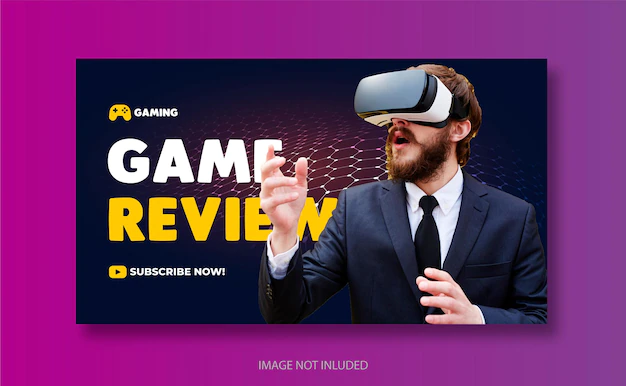 GAMING
GAME
REVIEW
SUBSCRIBE NOW!
IMAGE NOT INLUDED